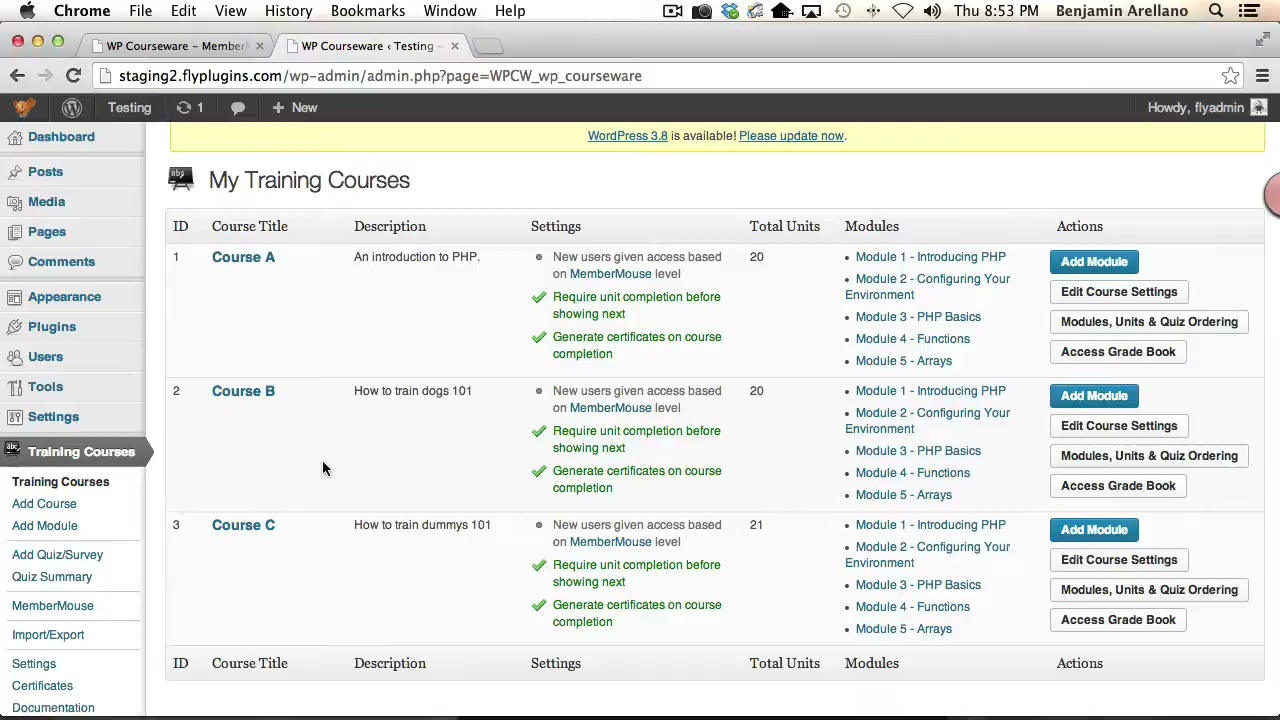 Chrome File Edit View History Bookmarks Window Help Thu 8:53 PM Benjamin Arellano
WP Courseware – Member WP Courseware ‹ Testing –
staging2.flyplugins.com/wp-admin/admin.php?page=WPCW_wp_courseware
Testing 1 + New Howdy, flyadmin
WordPress 3.8 is available! Please update now.
Dashboard
Posts
Media
Pages
Comments
Appearance
Plugins
Users
Tools
Settings
Training Courses
Training Courses
Add Course
Add Module
Add Quiz/Survey
Quiz Summary
MemberMouse
Import/Export
Settings
Certificates
Documentation
abc My Training Courses
ID Course Title Description Settings Total Units Modules Actions
1 Course A An introduction to PHP. New users given access based 20 • Module 1 - Introducing PHP Add Module
on MemberMouse level • Module 2 - Configuring Your
Environment
Require unit completion before Edit Course Settings
showing next • Module 3 - PHP Basics Modules, Units & Quiz Ordering
Generate certificates on course • Module 4 - Functions
completion • Module 5 - Arrays Access Grade Book
2 Course B How to train dogs 101 New users given access based 20 • Module 1 - Introducing PHP Add Module
on MemberMouse level • Module 2 - Configuring Your
Environment
Require unit completion before Edit Course Settings
showing next • Module 3 - PHP Basics Modules, Units & Quiz Ordering
Generate certificates on course • Module 4 - Functions
completion • Module 5 - Arrays Access Grade Book
3 Course C How to train dummys 101 New users given access based 21 • Module 1 - Introducing PHP Add Module
on MemberMouse level • Module 2 - Configuring Your
Environment
Require unit completion before Edit Course Settings
showing next • Module 3 - PHP Basics Modules, Units & Quiz Ordering
Generate certificates on course • Module 4 - Functions
completion • Module 5 - Arrays Access Grade Book
ID Course Title Description Settings Total Units Modules Actions